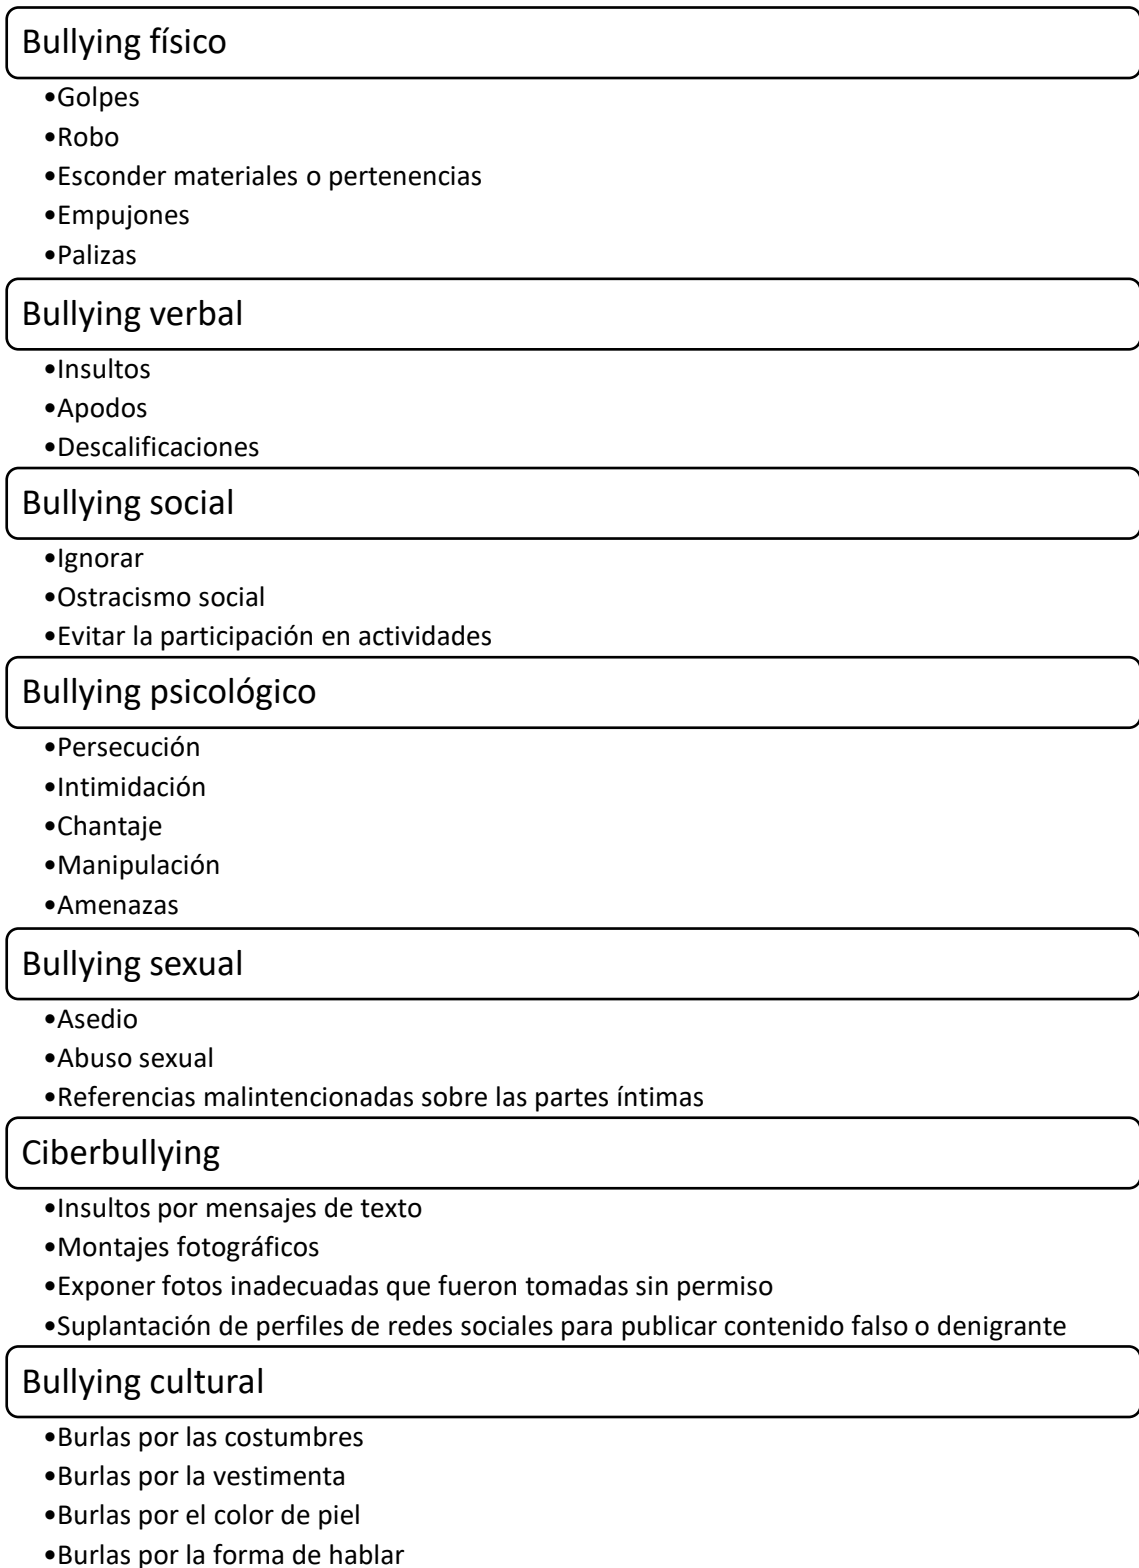 Bullying físico
•Golpes
•Robo
•Esconder materiales o pertenencias
•Empujones
•Palizas
Bullying verbal
•Insultos
•Apodos
•Descalificaciones
Bullying social
•Ignorar
•Ostracismo social
•Evitar la participación en actividades
Bullying psicológico
•Persecución
•Intimidación
•Chantaje
•Manipulación
•Amenazas
Bullying sexual
•Asedio
•Abuso sexual
•Referencias malintencionadas sobre las partes íntimas
Ciberbullying
•Insultos por mensajes de texto
•Montajes fotográficos
•Exponer fotos inadecuadas que fueron tomadas sin permiso
•Suplantación de perfiles de redes sociales para publicar contenido falso o denigrante
Bullying cultural
•Burlas por las costumbres
•Burlas por la vestimenta
•Burlas por el color de piel
•Burlas por la forma de hablar